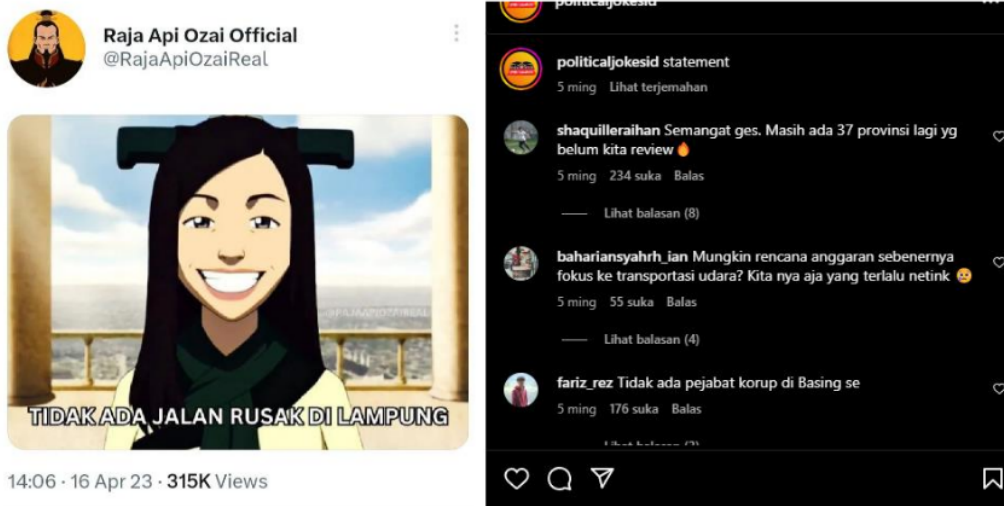 Raja Api Ozai Official
@RajaApiOzaiReal
TIDAK ADA JALAN RUSAK DI LAMPUNG
14:06 · 16 Apr 23 · 315K Views
politicaljokesid
politicaljokesid statement
5 ming Lihat terjemahan
shaquilleraihan Semangat ges. Masih ada 37 provinsi lagi yg
belum kita review🔥
5 ming 234 suka Balas
Lihat balasan (8)
bahariansyahrh_ian Mungkin rencana anggaran sebenernya
fokus ke transportasi udara? Kita nya aja yang terlalu netink 😢
5 ming 55 suka Balas
Lihat balasan (4)
fariz_rez Tidak ada pejabat korup di Basing se
5 ming 176 suka Balas
Lihat balasan